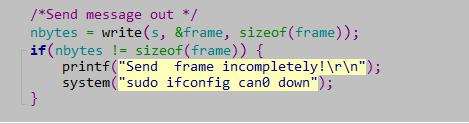 /*Send message out */
nbytes = write(s, &frame, sizeof(frame));
if(nbytes != sizeof(frame)) {
printf("Send  frame incompletely!\r\n");
system("sudo ifconfig can0 down");
}